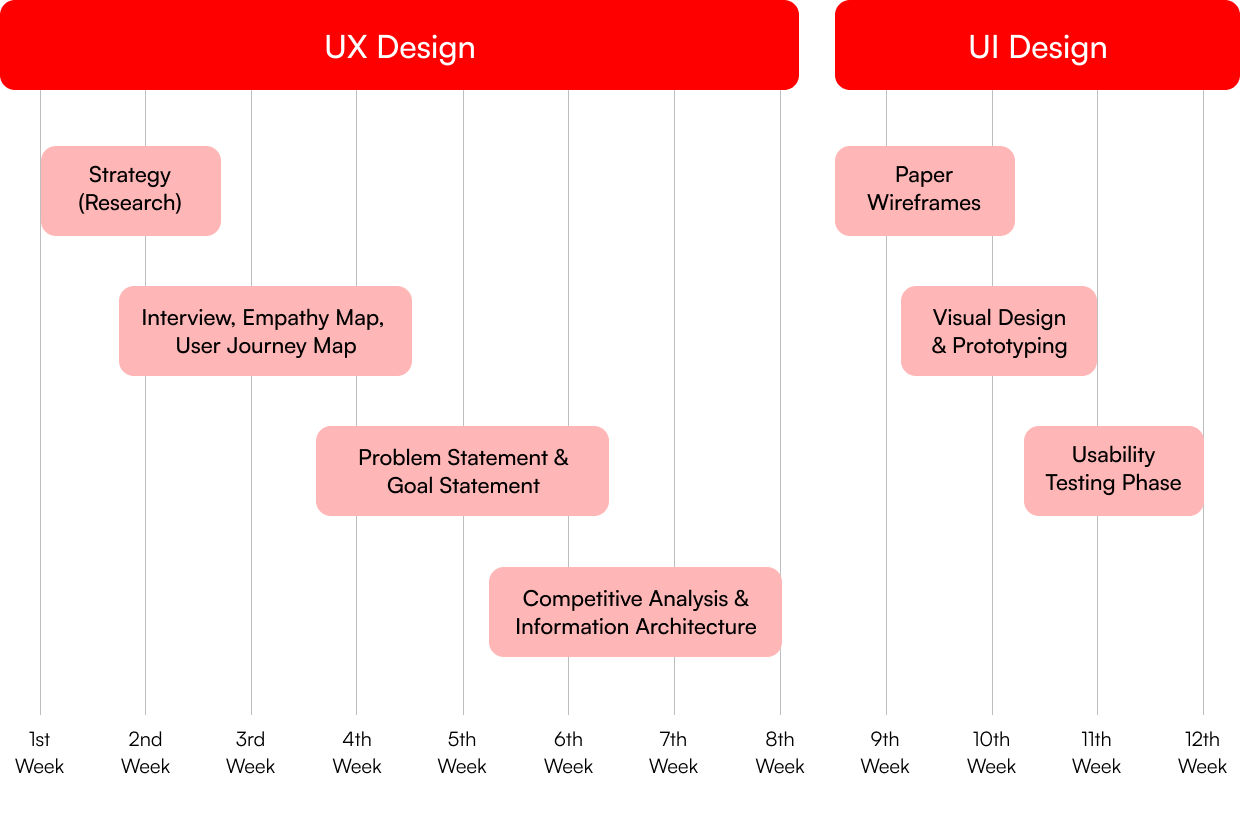 UX Design
UI Design
Strategy
(Research)
Paper
Wireframes
Interview, Empathy Map,
User Journey Map
Visual Design
& Prototyping
Problem Statement &
Goal Statement
Usability
Testing Phase
Competitive Analysis &
Information Architecture
1st
Week
2nd
Week
3rd
Week
4th
Week
5th
Week
6th
Week
7th
Week
8th
Week
9th
Week
10th
Week
11th
Week
12th
Week